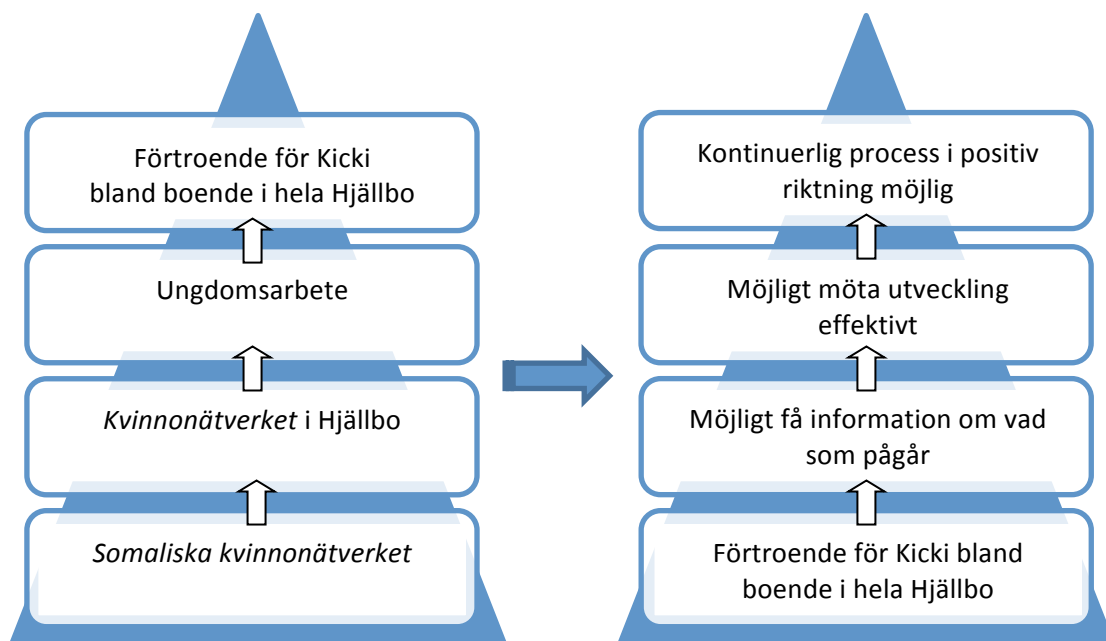 Förtroende för Kicki
bland boende i hela Hjällbo
Ungdomsarbete
Kvinnonätverket i Hjällbo
Somaliska kvinnonätverket
Kontinuerlig process i positiv
riktning möjlig
Möjligt möta utveckling
effektivt
Möjligt få information om vad
som pågår
Förtroende för Kicki bland
boende i hela Hjällbo